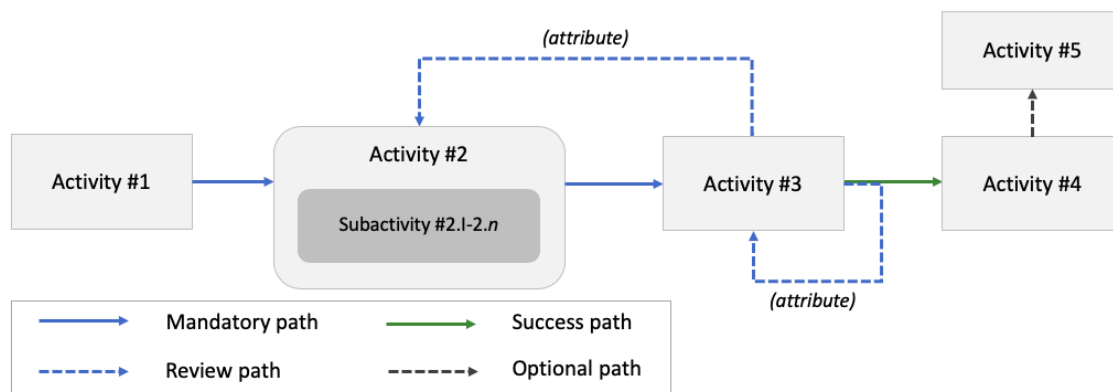 (attribute)
Activity #5
Activity #1
Activity #2
Subactivity #2.I-2.n
Activity #3
Activity #4
(attribute)
Mandatory path
Success path
Review path
Optional path